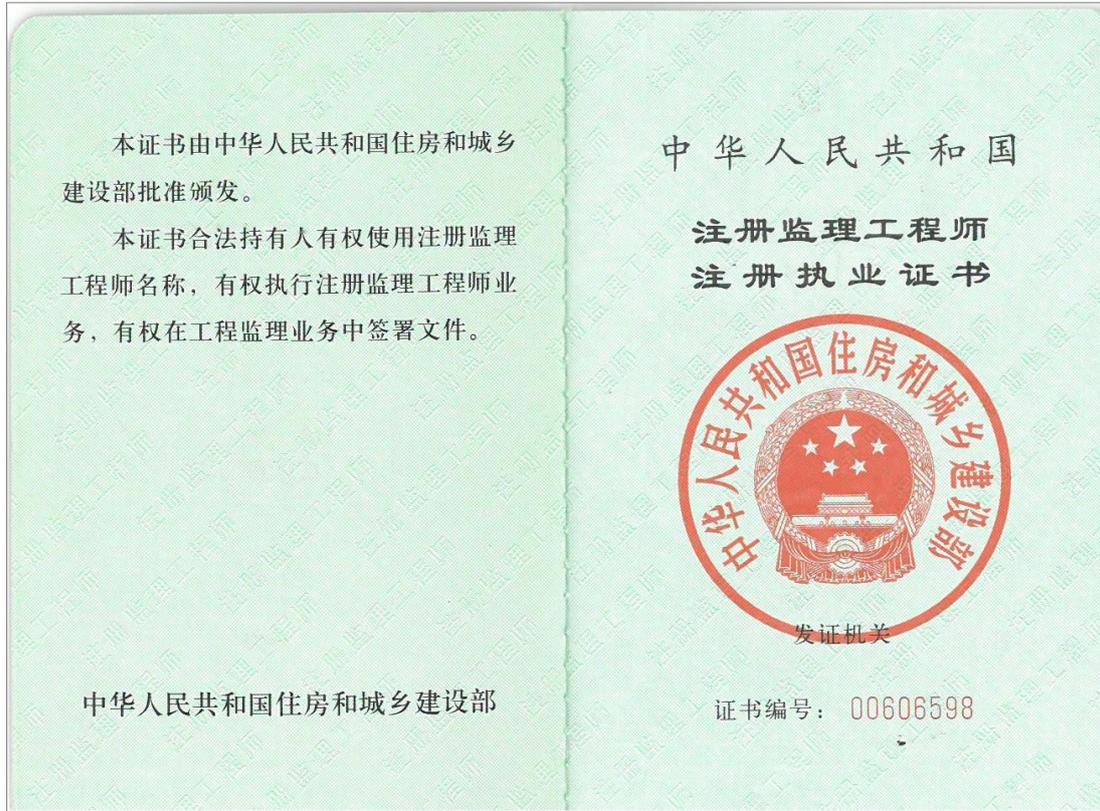 本证书由中华人民共和国住房和城乡
建设部批准颁发。
本证书合法持有人有权使用注册监理
工程师名称，有权执行注册监理工程师业
务，有权在工程监理业务中签署文件。
中华人民共和国住房和城乡建设部
中华人民共和国
注册监理工程师
注册执业证书
中华人民共和国住房和城乡建设部
发证机关
证书编号：00606598